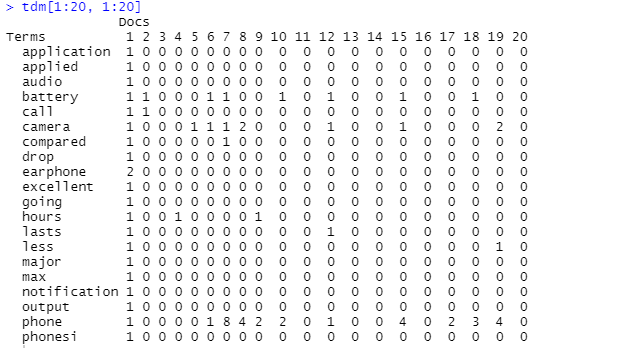 > tdm[1:20, 1:20]
Docs
Terms 1 2 3 4 5 6 7 8 9 10 11 12 13 14 15 16 17 18 19 20
application 1 0 0 0 0 0 0 0 0 0 0 0 0 0 0 0 0 0 0 0
applied 1 0 0 0 0 0 0 0 0 0 0 0 0 0 0 0 0 0 0 0
audio 1 0 0 0 0 0 0 0 0 0 0 0 0 0 0 0 0 0 0 0
battery 1 1 0 0 0 1 1 0 0 1 0 1 0 0 1 0 0 1 0 0
call 1 1 0 0 0 0 0 0 0 0 0 0 0 0 0 0 0 0 0 0
camera 1 0 0 0 1 1 1 2 0 0 0 1 0 0 1 0 0 0 2 0
compared 1 0 0 0 0 0 1 0 0 0 0 0 0 0 0 0 0 0 0 0
drop 1 0 0 0 0 0 0 0 0 0 0 0 0 0 0 0 0 0 0 0
earphone 2 0 0 0 0 0 0 0 0 0 0 0 0 0 0 0 0 0 0 0
excellent 1 0 0 0 0 0 0 0 0 0 0 0 0 0 0 0 0 0 0 0
going 1 0 0 0 0 0 0 0 0 0 0 0 0 0 0 0 0 0 0 0
hours 1 0 0 1 0 0 0 0 1 0 0 0 0 0 0 0 0 0 0 0
lasts 1 0 0 0 0 0 0 0 0 0 0 1 0 0 0 0 0 0 0 0
less 1 0 0 0 0 0 0 0 0 0 0 0 0 0 0 0 0 0 1 0
major 1 0 0 0 0 0 0 0 0 0 0 0 0 0 0 0 0 0 0 0
max 1 0 0 0 0 0 0 0 0 0 0 0 0 0 0 0 0 0 0 0
notification 1 0 0 0 0 0 0 0 0 0 0 0 0 0 0 0 0 0 0 0
output 1 0 0 0 0 0 0 0 0 0 0 0 0 0 0 0 0 0 0 0
phone 1 0 0 0 0 1 8 4 2 2 0 1 0 0 4 0 2 3 4 0
phonesi 1 0 0 0 0 0 0 0 0 0 0 0 0 0 0 0 0 0 0 0